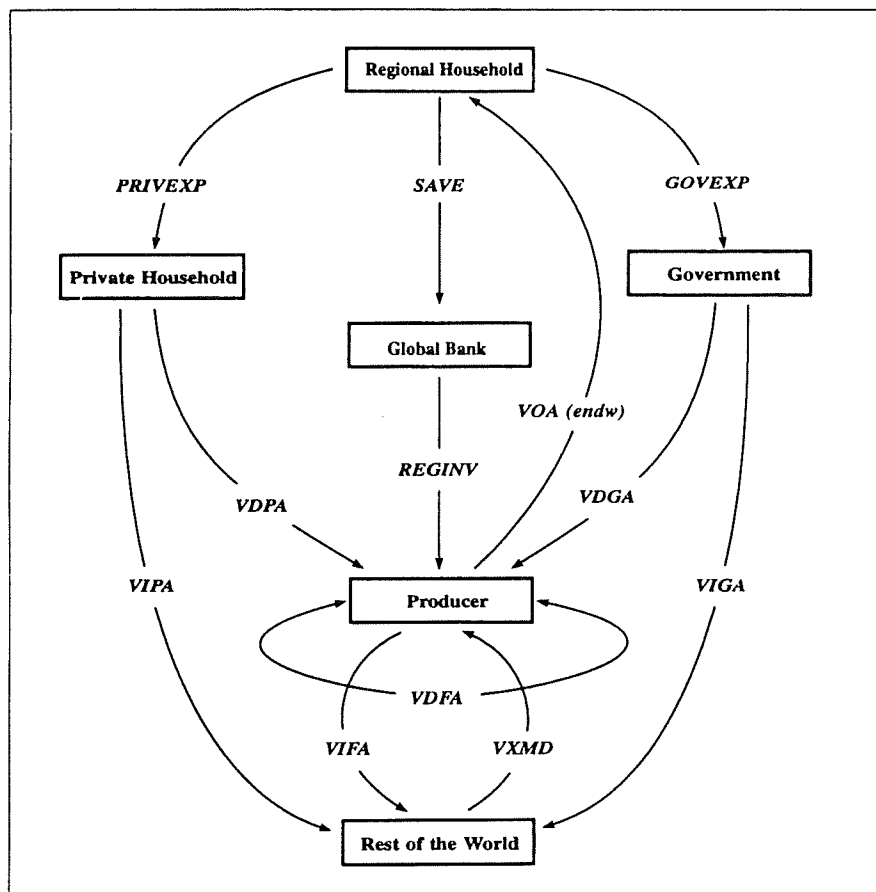 Regional Household
PRIVEXP
SAVE
GOVEXP
Private Household
Government
Global Bank
VOA (endw)
REGINV
VDPA
VDGA
VIPA
VIGA
Producer
VDFA
VIFA
VXMD
Rest of the World